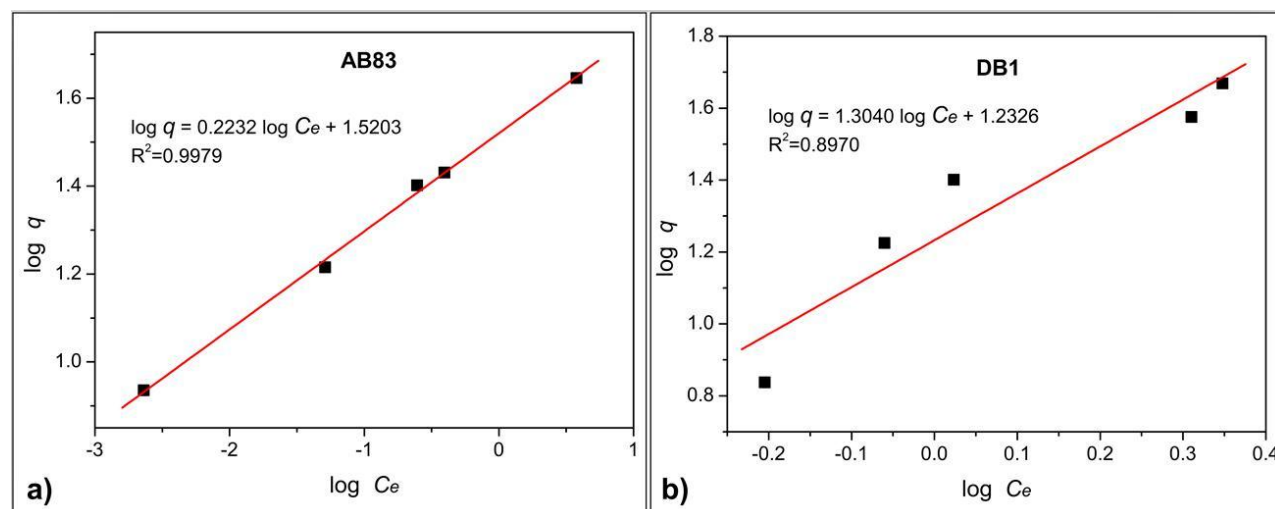 AB83
log q = 0.2232 log Ce + 1.5203
R²=0.9979
log q
1.6
1.4
1.2
1.0
-3
-2
-1
0
1
log Ce
a)
DB1
log q = 1.3040 log Ce + 1.2326
R²=0.8970
log q
1.8
1.6
1.4
1.2
1.0
0.8
-0.2
-0.1
0.0
0.1
0.2
0.3
0.4
log Ce
b)